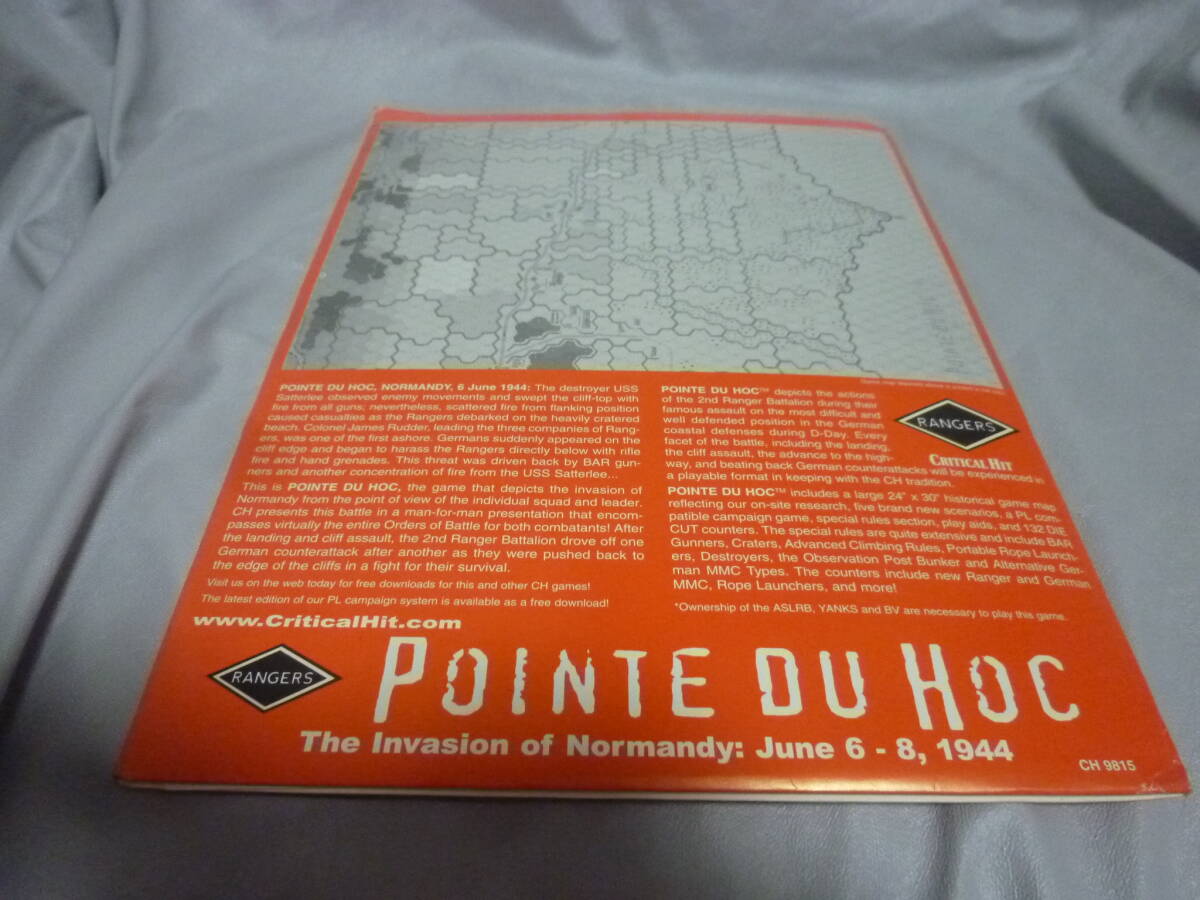 POINTE DU HOC, NORMANDY, 6 June 1944: The destroyer USS
Satterlee observed enemy movements and swept the cliff-top with
fire from all guns; nevertheless, scattered fire from flanking position
caused casualties as the Rangers debarked on the heavily cratered
beach. Colonel James Rudder, leading the three companies of Rang-
ers, was one of the first ashore. Germans suddenly appeared on the
cliff edge and began to harass the Rangers directly below with rifle
fire and hand grenades. This threat was driven back by BAR gun-
ners and another concentration of fire from the USS Satterlee...
This is POINTE DU HOC, the game that depicts the invasion of
Normandy from the point of view of the individual squad and leader.
CH presents this battle in a man-for-man presentation that encom-
passes virtually the entire Orders of Battle for both combatants! After
the landing and cliff assault, the 2nd Ranger Battalion drove off one
German counterattack after another as they were pushed back to
the edge of the cliffs in a fight for their survival.
Visit us on the web today for free downloads for this and other CH games!
The latest edition of our PL campaign system is available as a free download!
www.CriticalHit.com
POINTE DU HOC™ depicts the actions
of the 2nd Ranger Battalion during their
famous assault on the most difficult and
well defended position in the German
coastal defenses during D-Day. Every
facet of the battle, including the landing,
the cliff assault, the advance to the high-
way, and beating back German counterattacks will be experienced in
a playable format in keeping with the CH tradition.
RANGERS
CRITICAL HIT
POINTE DU HOC™ includes a large 24" x 30" historical game map
reflecting our on-site research, five brand new scenarios, a PL com-
patible campaign game, special rules section, play aids, and 132 DIE
CUT counters. The special rules are quite extensive and include BAR
Gunners, Craters, Advanced Climbing Rules, Portable Rope Launch-
ers, Destroyers, the Observation Post Bunker and Alternative Ger-
man MMC Types. The counters include new Ranger and German
MMC, Rope Launchers, and more!
*Ownership of the ASLRB, YANKS and BV are necessary to play this game.
RANGERS
POINTE DU HOC
The Invasion of Normandy: June 6 - 8, 1944
CH 9815